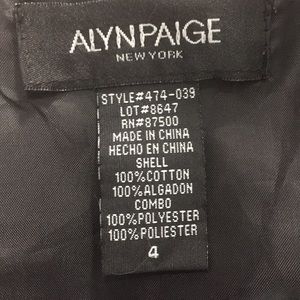 ALYNPAIGE
NEW YORK
STYLE#474-039
LOT#8647
RN#87500
MADE IN CHINA
HECHO EN CHINA
SHELL
100%COTTON
100%ALGADON
COMBO
100%POLYESTER
100%POLIESTER
4